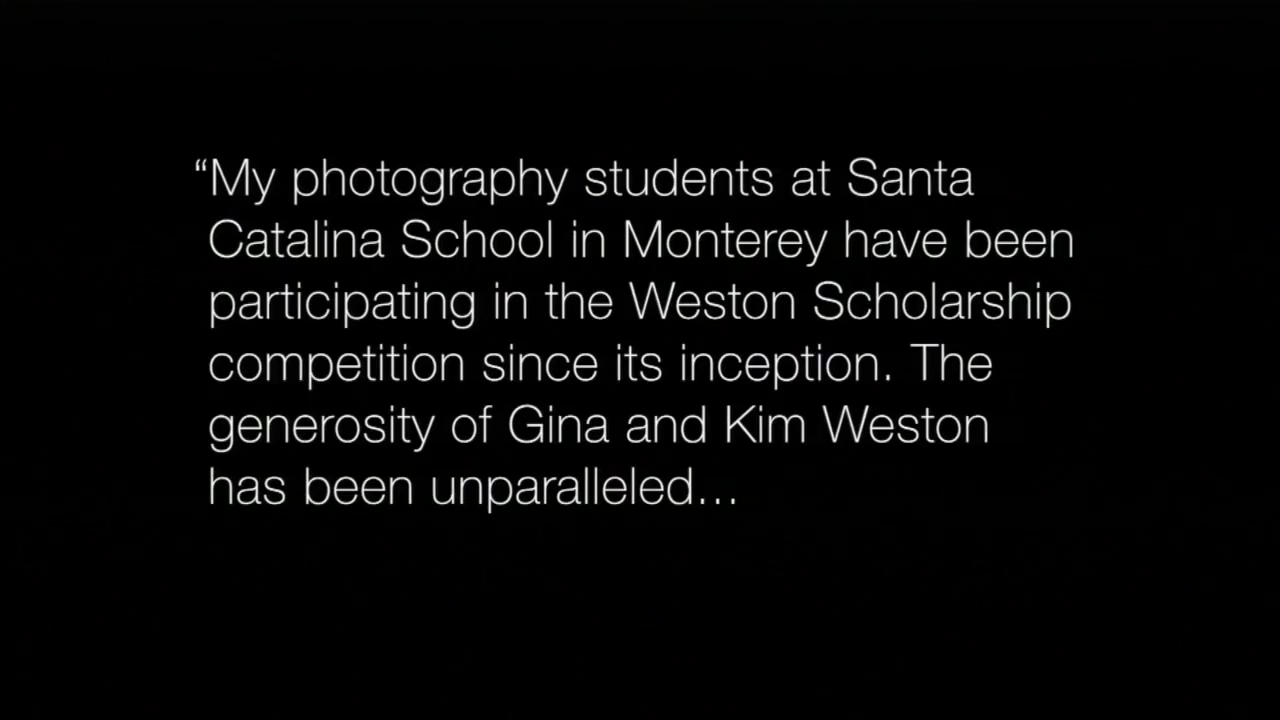 “My photography students at Santa
Catalina School in Monterey have been
participating in the Weston Scholarship
competition since its inception. The
generosity of Gina and Kim Weston
has been unparalleled...